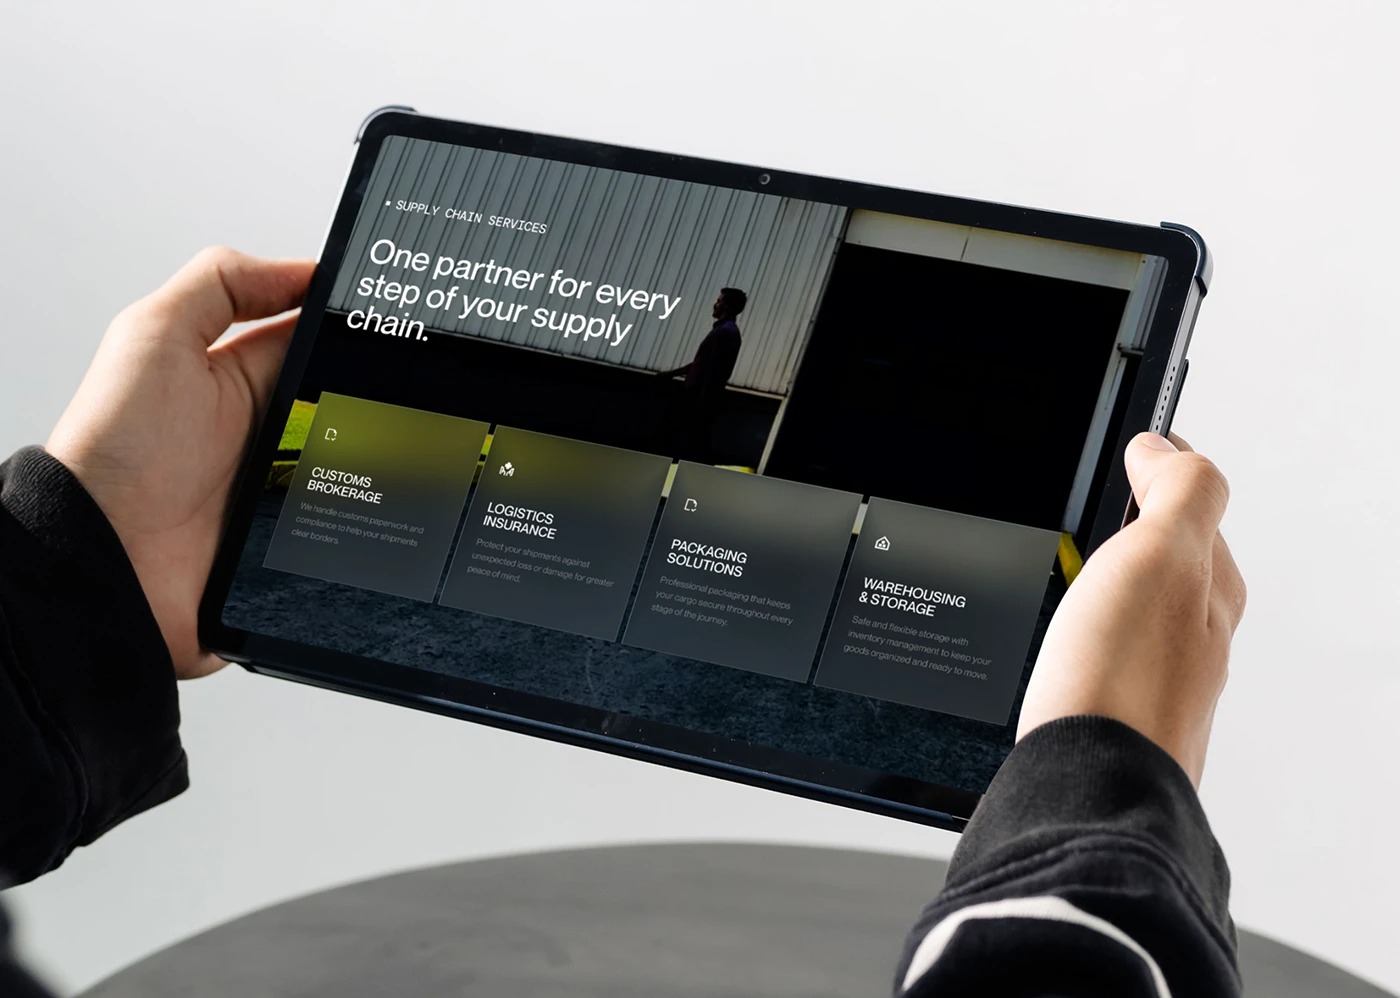 SUPPLY CHAIN SERVICES
One partner for every
step of your supply
chain.
CUSTOMS
BROKERAGE
We handle customs paperwork and
compliance to help your shipments
clear borders.
LOGISTICS
INSURANCE
Protect your shipments against
unexpected loss or damage for greater
peace of mind.
PACKAGING
SOLUTIONS
Professional packaging that keeps
your cargo secure throughout every
stage of the journey.
WAREHOUSING
& STORAGE
Safe and flexible storage with
inventory management to keep your
goods organized and ready to move.